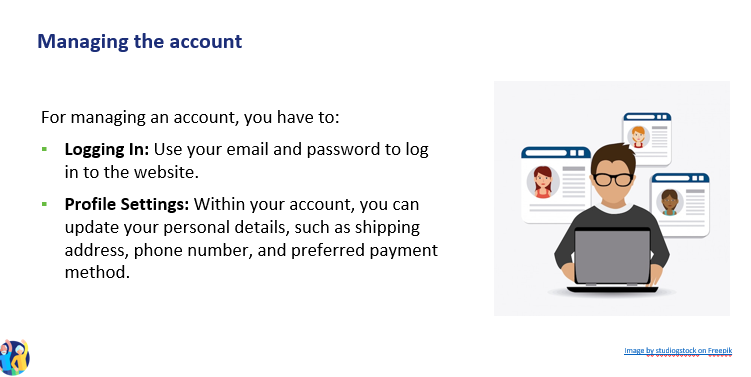 Managing the account
For managing an account, you have to:
▪ Logging In: Use your email and password to log
in to the website.
▪ Profile Settings: Within your account, you can
update your personal details, such as shipping
address, phone number, and preferred payment
method.
Image by studiogstock on Freepik